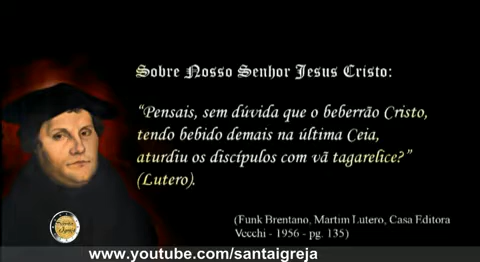 Sobre Nosso Senhor Jesus Cristo:
“Pensais, sem dúvida que o beberrão Cristo,
tendo bebido demais na última Ceia,
aturdiu os discípulos com vã tagarelice?”
(Lutero).
(Funk Brentano, Martim Lutero, Casa Editora
Vecchi - 1956 - pg. 135)
www.youtube.com/santaigreja